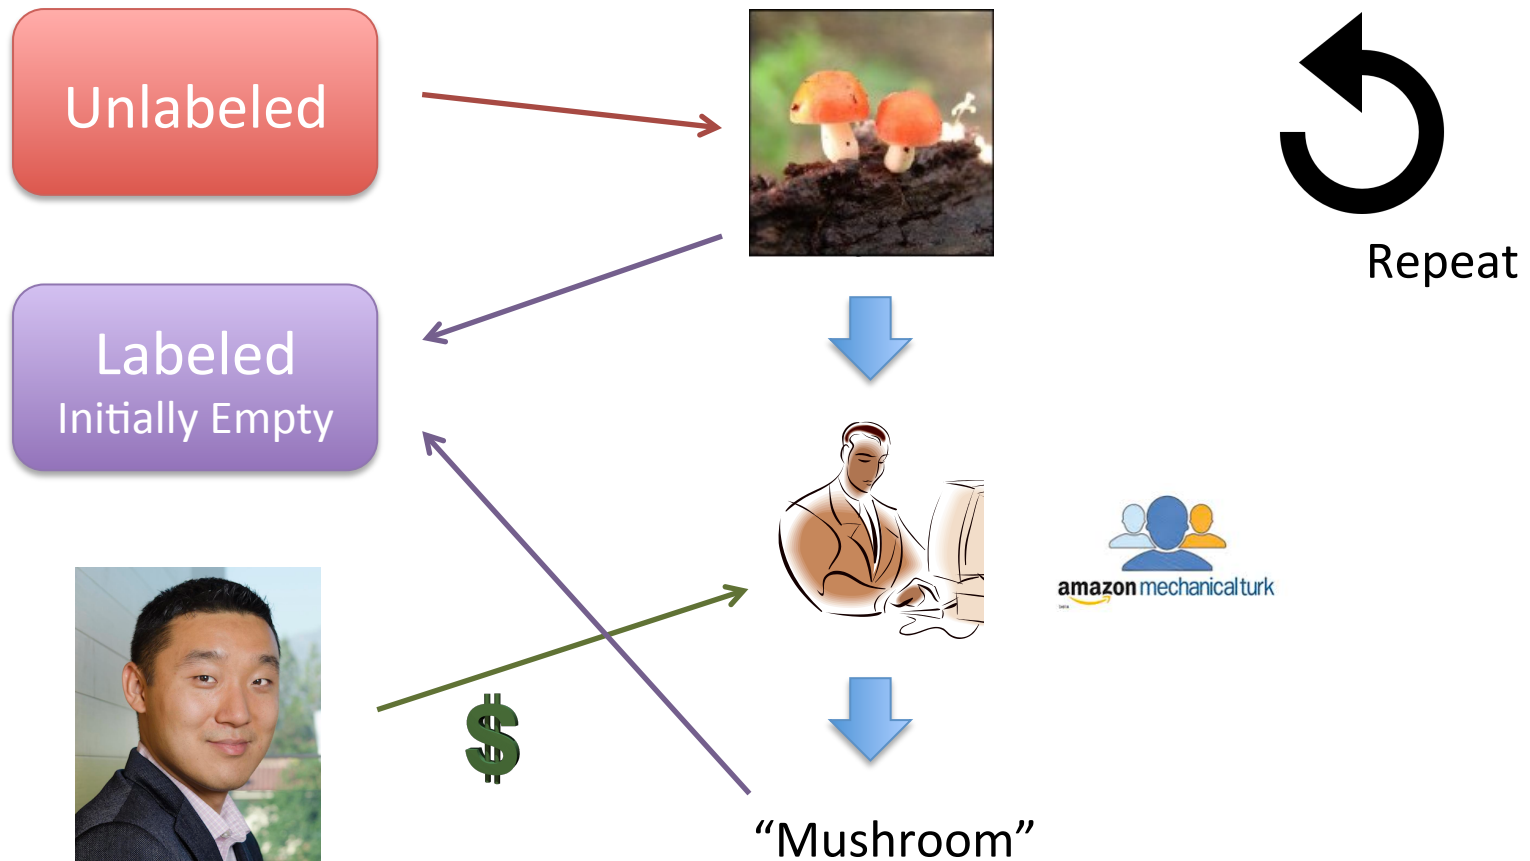 Unlabeled
Repeat
Labeled
Initially Empty
$
amazon mechanical turk
“Mushroom”